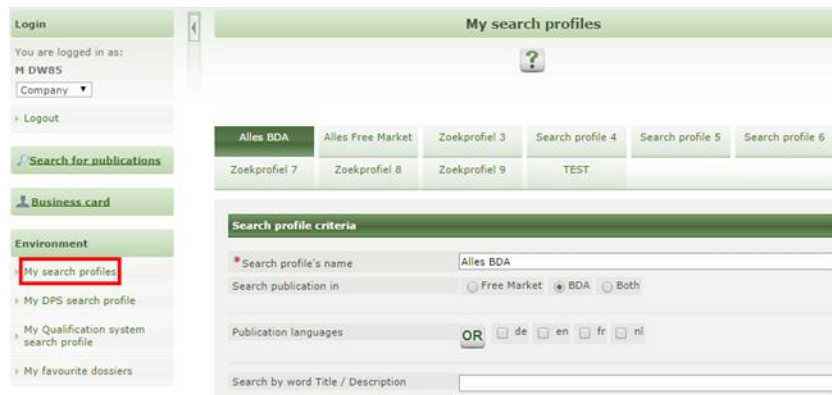 Login
You are logged in as:
M DW85
Company
Logout
Search for publications
Business card
Environment
My search profiles
My DPS search profile
My Qualification system
search profile
My favourite dossiers
My search profiles
?
Alles BDA Alles Free Market Zoekprofiel 3 Search profile 4 Search profile 5 Search profile 6
Zoekprofiel 7 Zoekprofiel 8 Zoekprofiel 9 TEST
Search profile criteria
*Search profile's name Alles BDA
Search publication in Free Market BDA Both
Publication languages OR de en fr nl
Search by word Title / Description